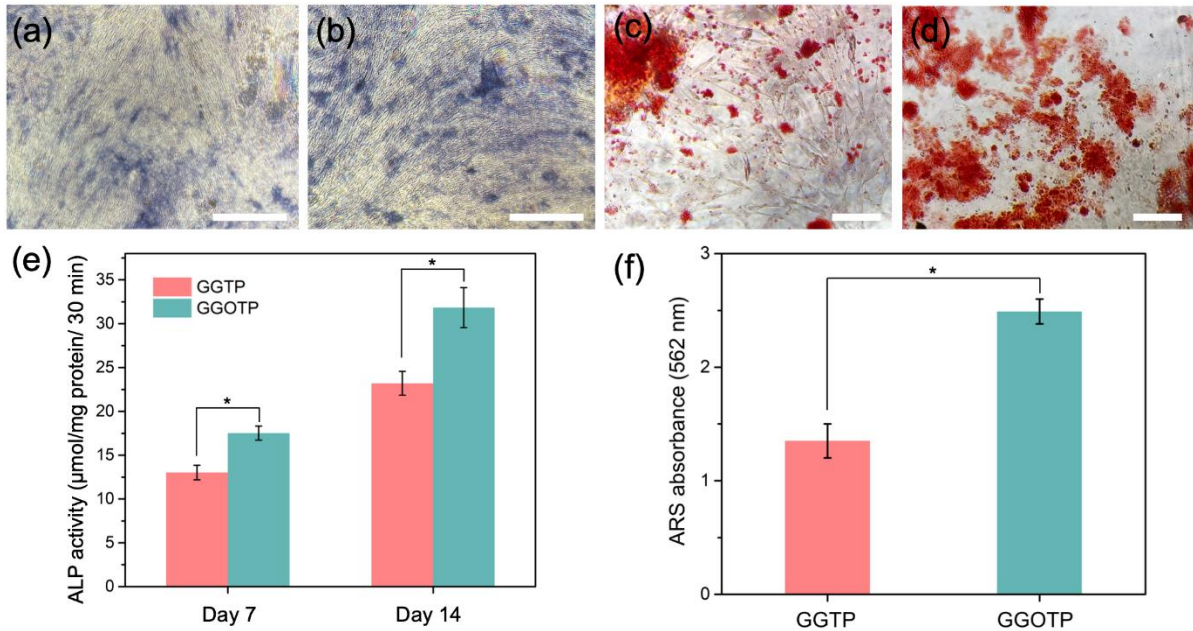 (a)
(b)
(c)
(d)
(e)
ALP activity (μmol/mg protein/ 30 min)
35
30
25
20
15
10
5
0
GGTP
GGOTP
*
*
Day 7
Day 14
(f)
ARS absorbance (562 nm)
3
2
1
0
*
GGTP
GGOTP